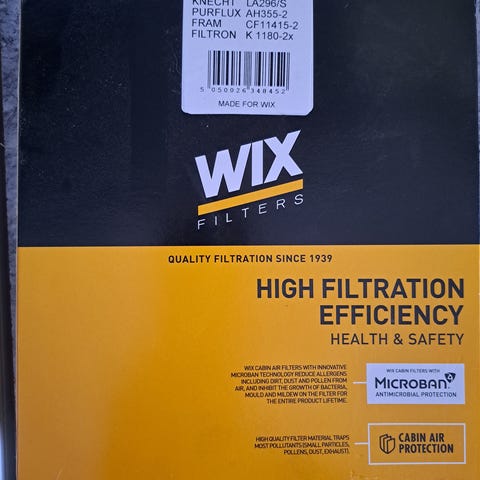 KNECHT LA296/S
PURFLUX AH355-2
FRAM CF11415-2
FILTRON K 1180-2x
5 050926 348452
MADE FOR WIX
WIX
FILTERS
QUALITY FILTRATION SINCE 1939
HIGH FILTRATION
EFFICIENCY
HEALTH & SAFETY
WIX CABIN AIR FILTERS WITH INNOVATIVE
MICROBAN TECHNOLOGY REDUCE ALLERGENS
INCLUDING DIRT, DUST AND POLLEN FROM
AIR, AND INHIBIT THE GROWTH OF BACTERIA,
MOULD AND MILDEW ON THE FILTER FOR
THE ENTIRE PRODUCT LIFETIME.
WIX CABIN FILTERS WITH
MICROBAN
ANTIMICROBIAL PROTECTION
HIGH QUALITY FILTER MATERIAL TRAPS
MOST POLLUTANTS (SMALL PARTICLES,
POLLENS, DUST, EXHAUST).
CABIN AIR
PROTECTION